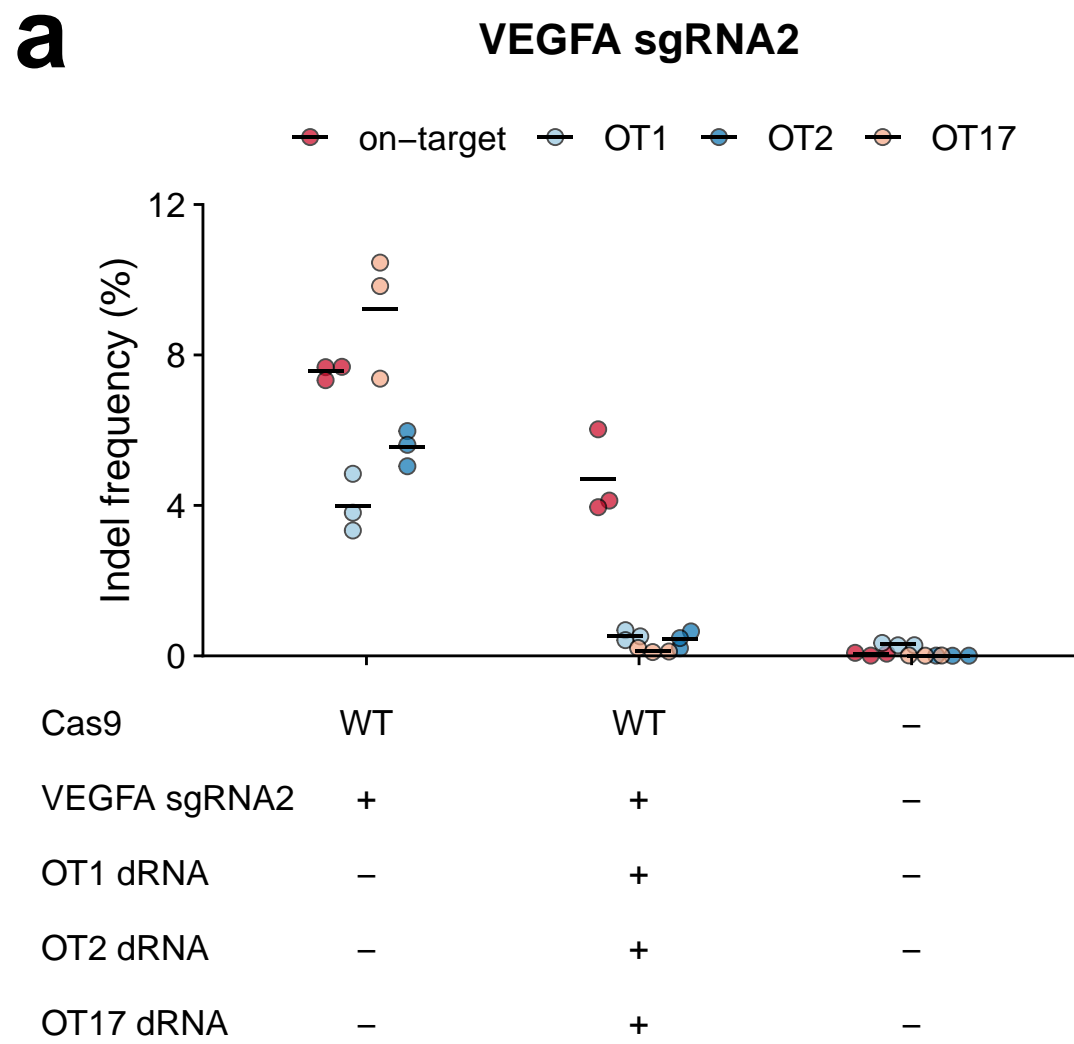 a
VEGFA sgRNA2
on−target OT1 OT2 OT17
12
8
4
0
Indel frequency (%)
Cas9 WT WT −
VEGFA sgRNA2 + + −
OT1 dRNA − + −
OT2 dRNA − + −
OT17 dRNA − + −